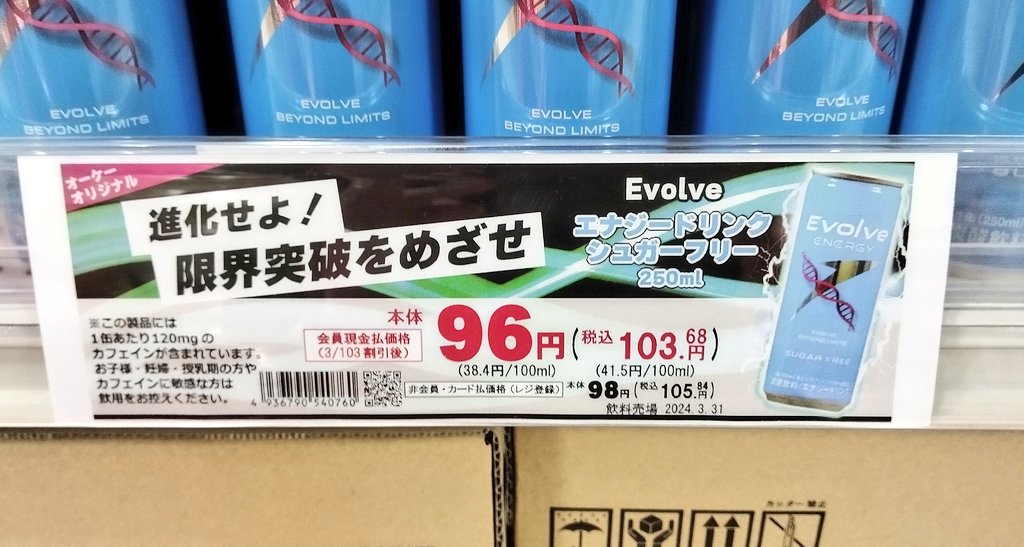 EVOLVE
BEYOND LIMITS
EVOLVE
BEYOND LIMITS
EVOLVE
BEYOND LIMITS
EVOLVE
BEYOND LIMITS
オーケー
オリジナル
進化せよ!
限界突破をめざせ
Evolve
エナジードリンク
シュガーフリー
250ml
Evolve
ENERGY
SUGAR FREE
※この製品には
1缶あたり120mgの
カフェインが含まれています。
お子様・妊婦・授乳期の方や
カフェインに敏感な方は
飲用をお控えください。
会員現金払価格
(3/103割引後)
本体 96円 (税込 103.68円)
(38.4円/100ml) (41.5円/100ml)
4 936790 540760
非会員・カード払価格(レジ登録) 本体 98円 (税込 105.84円)
飲料売場 2024.3.31